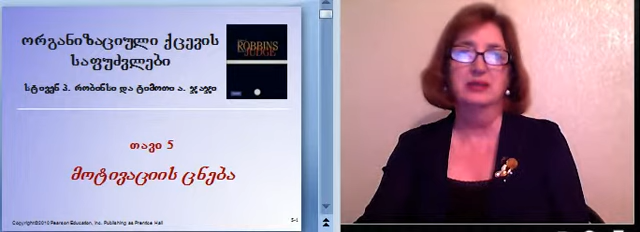 ორგანიზაციული ქცევის
საფუძვლები
სტივენ პ. რობინსი და ტიმოთი ა. ჯაჯი
ROBBINS
JUDGE
თავი 5
მოტივაციის ცნება
Copyright©2010 Pearson Education, Inc. Publishing as Prentice Hall
5-1